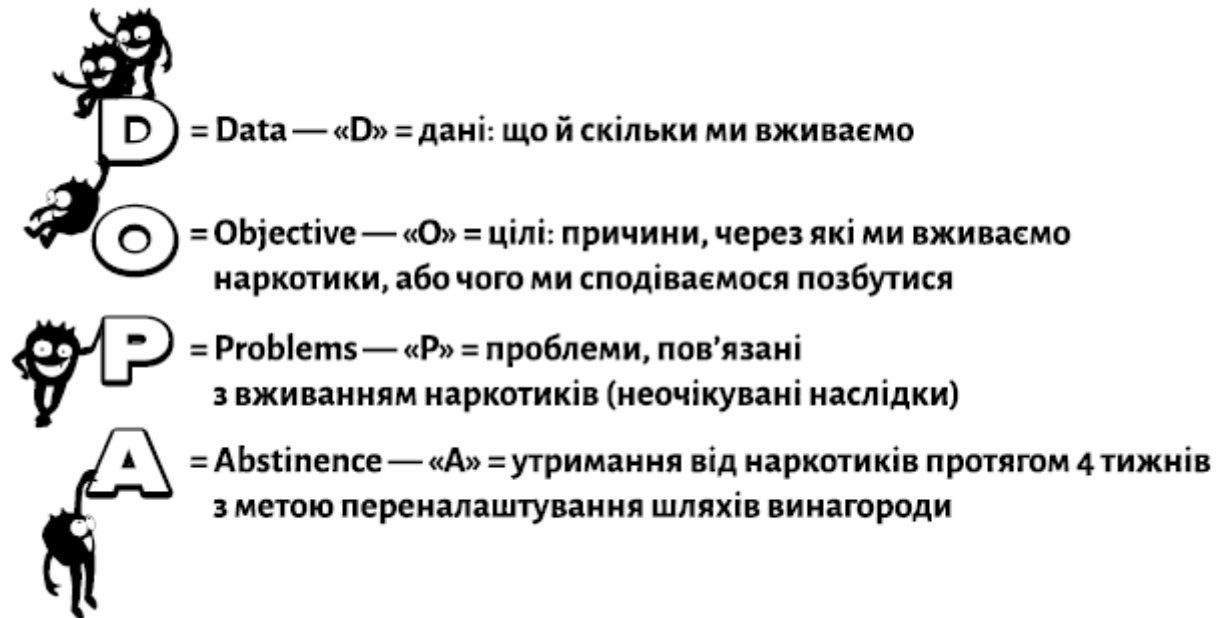 D = Data — «D» = дані: що й скільки ми вживаємо
O = Objective — «O» = цілі: причини, через які ми вживаємо
наркотики, або чого ми сподіваємося позбутися
P = Problems — «P» = проблеми, пов’язані
з вживанням наркотиків (неочікувані наслідки)
A = Abstinence — «A» = утримання від наркотиків протягом 4 тижнів
з метою переналаштування шляхів винагороди